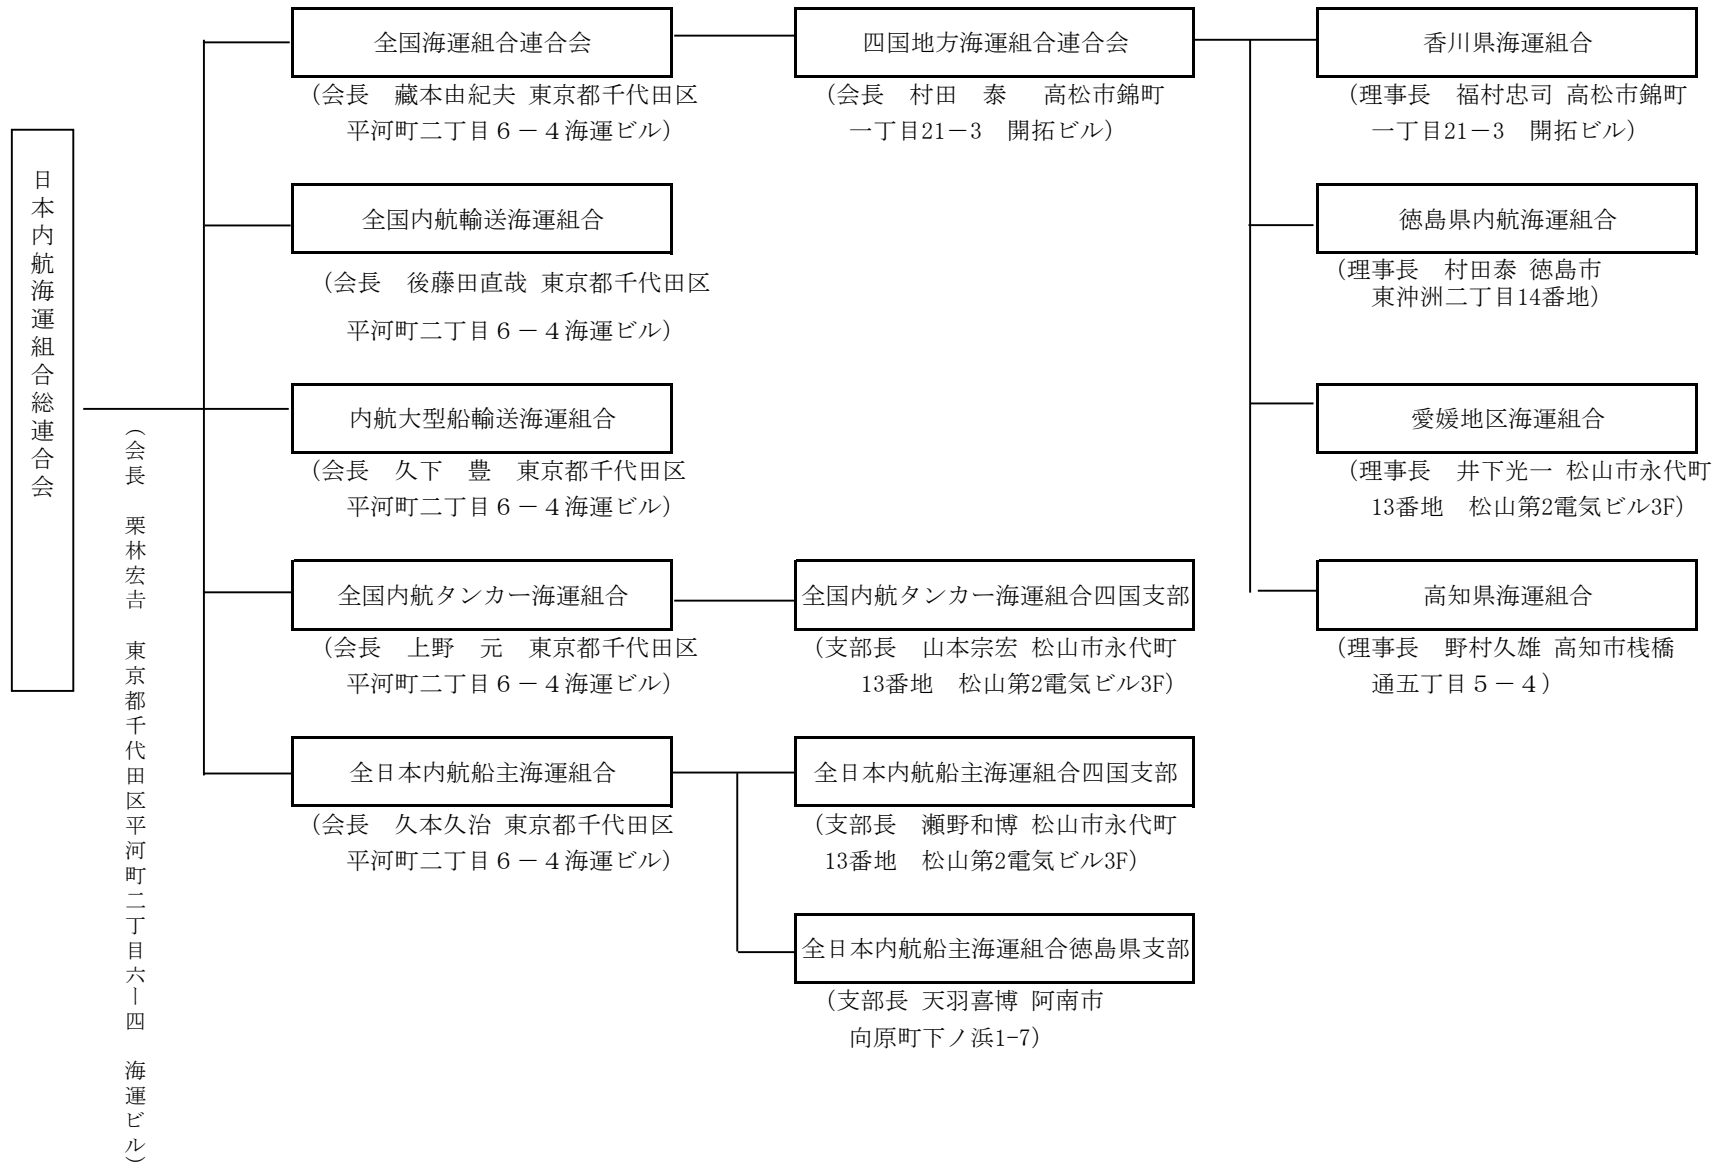 日本内航海運組合総連合会
（会長　栗林宏𠮷　東京都千代田区平河町二丁目六―四　海運ビル）
全国海運組合連合会
（会長　藏本由紀夫 東京都千代田区
平河町二丁目６－４海運ビル）
全国内航輸送海運組合
（会長　後藤田直哉 東京都千代田区
平河町二丁目６－４海運ビル）
内航大型船輸送海運組合
（会長　久下　豊　東京都千代田区
平河町二丁目６－４海運ビル）
全国内航タンカー海運組合
（会長　上野　元　東京都千代田区
平河町二丁目６－４海運ビル）
全日本内航船主海運組合
（会長　久本久治 東京都千代田区
平河町二丁目６－４海運ビル）
四国地方海運組合連合会
（会長　村田　泰　 高松市錦町
一丁目21－3　開拓ビル）
全国内航タンカー海運組合四国支部
（支部長　山本宗宏 松山市永代町
13番地　松山第2電気ビル3F）
全日本内航船主海運組合四国支部
（支部長　瀬野和博 松山市永代町
13番地　松山第2電気ビル3F）
全日本内航船主海運組合徳島県支部
（支部長 天羽喜博 阿南市
向原町下ノ浜1-7）
香川県海運組合
（理事長　福村忠司 高松市錦町
一丁目21－3　開拓ビル）
徳島県内航海運組合
（理事長　村田泰 徳島市
東沖洲二丁目14番地）
愛媛地区海運組合
（理事長　井下光一 松山市永代町
13番地　松山第2電気ビル3F）
高知県海運組合
（理事長　野村久雄 高知市桟橋
通五丁目５－４）